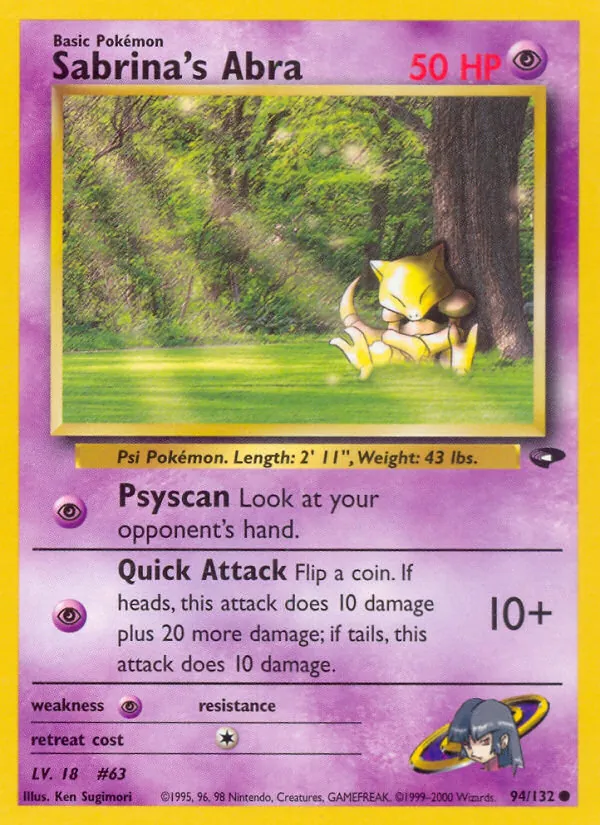 Basic Pokémon
Sabrina's Abra
50 HP
Psi Pokémon. Length: 2' 11", Weight: 43 lbs.
Psyscan Look at your
opponent's hand.
Quick Attack Flip a coin. If
heads, this attack does 10 damage
plus 20 more damage; if tails, this
attack does 10 damage.
10+
weakness
resistance
retreat cost
LV. 18 #63
Illus. Ken Sugimori
©1995, 96, 98 Nintendo, Creatures, GAMEFREAK. ©1999-2000 Wizards.
94/132